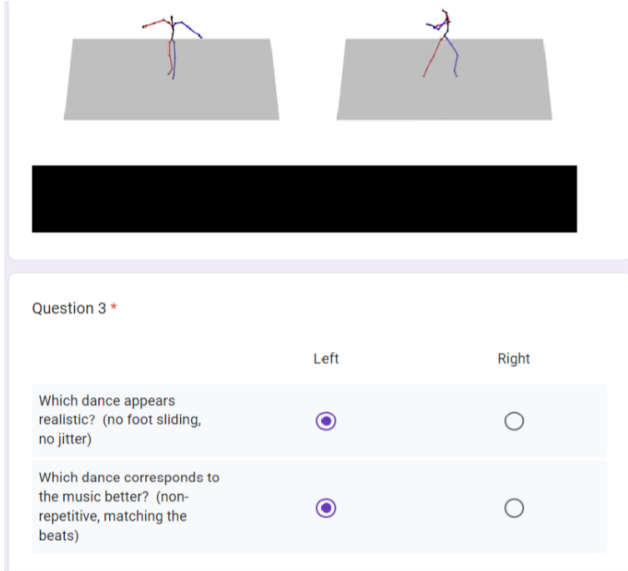 Question 3 *
Left Right
Which dance appears
realistic? (no foot sliding,
no jitter)
Which dance corresponds to
the music better? (non-
repetitive, matching the
beats)